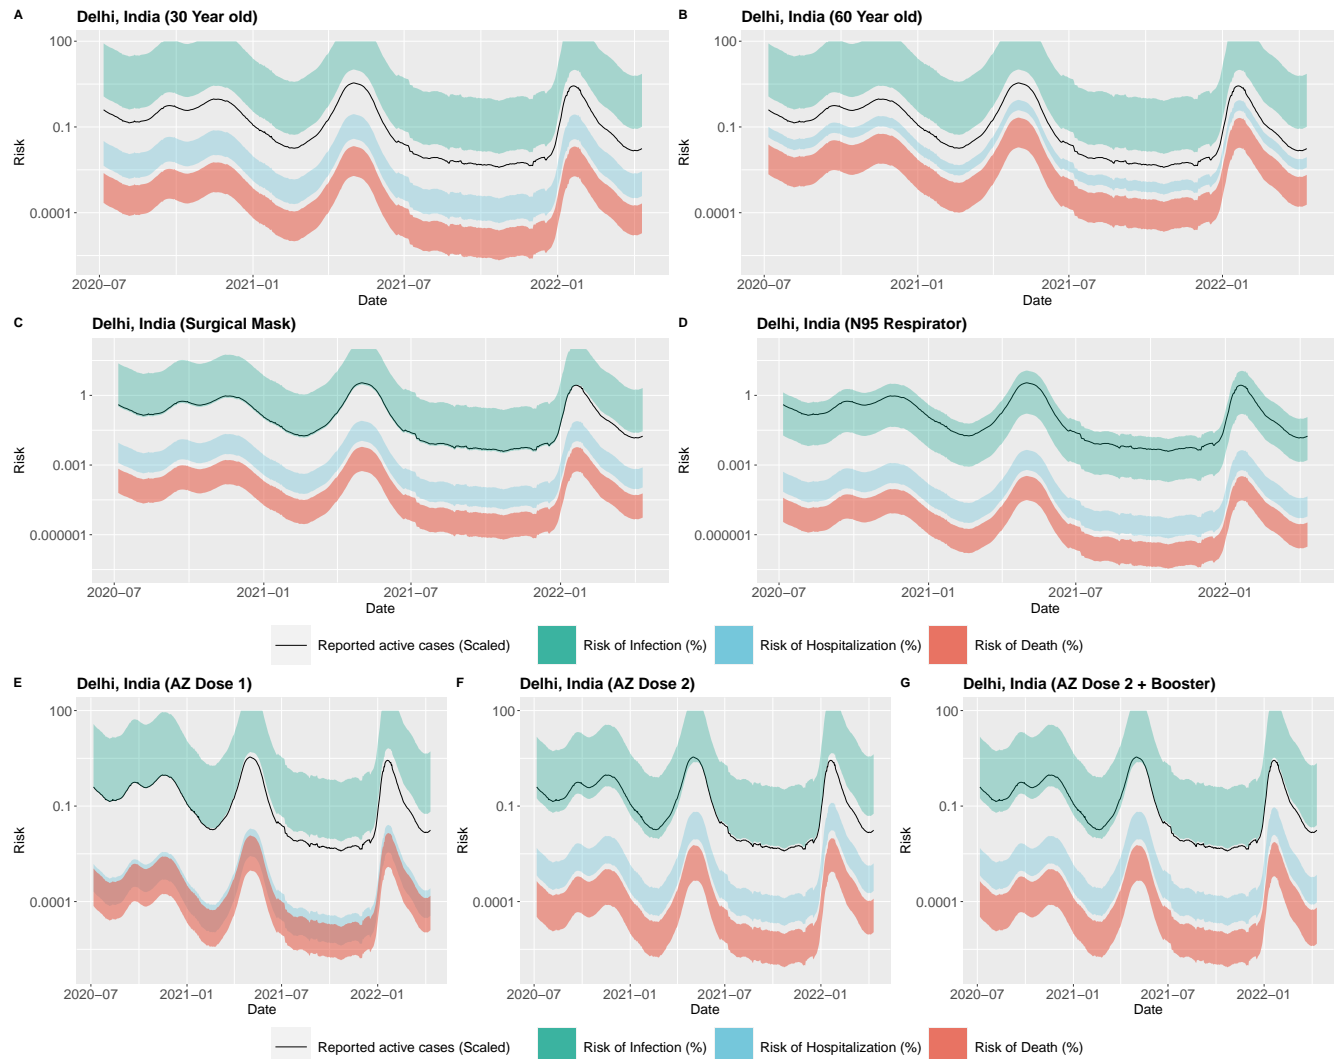 A
Delhi, India (30 Year old)
100
0.1
0.0001
Risk
2020−07
2021−01
2021−07
2022−01
Date
B
Delhi, India (60 Year old)
100
0.1
0.0001
Risk
2020−07
2021−01
2021−07
2022−01
Date
C
Delhi, India (Surgical Mask)
1
0.001
0.000001
Risk
2020−07
2021−01
2021−07
2022−01
Date
D
Delhi, India (N95 Respirator)
1
0.001
0.000001
Risk
2020−07
2021−01
2021−07
2022−01
Date
Reported active cases (Scaled)
Risk of Infection (%)
Risk of Hospitalization (%)
Risk of Death (%)
E
Delhi, India (AZ Dose 1)
100
0.1
0.0001
Risk
2020−07
2021−01
2021−07
2022−01
Date
F
Delhi, India (AZ Dose 2)
100
0.1
0.0001
Risk
2020−07
2021−01
2021−07
2022−01
Date
G
Delhi, India (AZ Dose 2 + Booster)
100
0.1
0.0001
Risk
2020−07
2021−01
2021−07
2022−01
Date
Reported active cases (Scaled)
Risk of Infection (%)
Risk of Hospitalization (%)
Risk of Death (%)